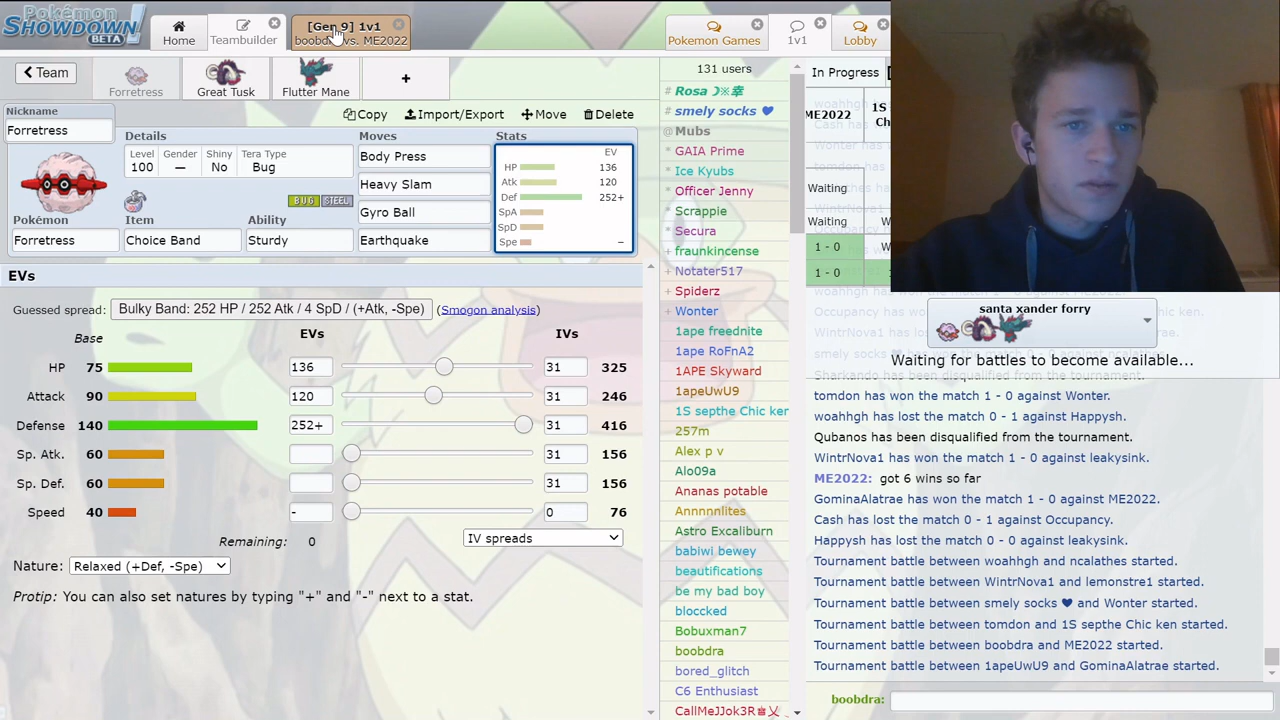 Pokémon
SHOWDOWN!
BETA
Home
Teambuilder
[Gen 9] 1v1
boobdra vs. ME2022
Pokemon Games
1v1
Lobby
Team
Forretress
Great Tusk
Flutter Mane
+
Nickname
Forretress
Copy
Import/Export
Move
Delete
Details
Level
100
Gender
—
Shiny
No
Tera Type
Bug
BUG STEEL
Pokémon
Forretress
Item
Choice Band
Ability
Sturdy
Moves
Body Press
Heavy Slam
Gyro Ball
Earthquake
Stats
EV
HP 136
Atk 120
Def 252+
SpA
SpD
Spe –
EVs
Guessed spread: Bulky Band: 252 HP / 252 Atk / 4 SpD / (+Atk, -Spe) (Smogon analysis)
Base EVs IVs
HP 75 136 31 325
Attack 90 120 31 246
Defense 140 252+ 31 416
Sp. Atk. 60 31 156
Sp. Def. 60 31 156
Speed 40 - 0 76
Remaining: 0
IV spreads
Nature: Relaxed (+Def, -Spe)
Protip: You can also set natures by typing "+" and "-" next to a stat.
131 users
# Rosa ☽※幸
# smely socks ♥
@ Mubs
* GAIA Prime
* Ice Kyubs
* Officer Jenny
* Scrapple
* Secura
+ fraunkincense
+ Notater517
+ Spiderz
+ Wonter
1ape freednite
1ape RoFnA2
1APE Skyward
1apeUwU9
1S septhe Chic ken
257m
Alex p v
Alo09a
Ananas potable
Annnnnlites
Astro Excaliburn
babiwi bewey
beautifications
be my bad boy
bloccked
Bobuxman7
boobdra
bored_glitch
C6 Enthusiast
In Progress
ME2022
1S
Ch
Waiting
Waiting
1 - 0
1 - 0
santa xander forry
Waiting for battles to become available...
Sharkando has been disqualified from the tournament.
tomdon has won the match 1 - 0 against Wonter.
woahhgh has lost the match 0 - 1 against Happysh.
Qubanos has been disqualified from the tournament.
WintrNova1 has won the match 1 - 0 against leakysink.
ME2022: got 6 wins so far
GominaAlatrae has won the match 1 - 0 against ME2022.
Cash has lost the match 0 - 1 against Occupancy.
Happysh has lost the match 0 - 1 against leakysink.
Tournament battle between woahhgh and ncalathes started.
Tournament battle between WintrNova1 and lemonstre1 started.
Tournament battle between smely socks ♥ and Wonter started.
Tournament battle between tomdon and 1S septhe Chic ken started.
Tournament battle between boobdra and ME2022 started.
Tournament battle between 1apeUwU9 and GominaAlatrae started.
boobdra: